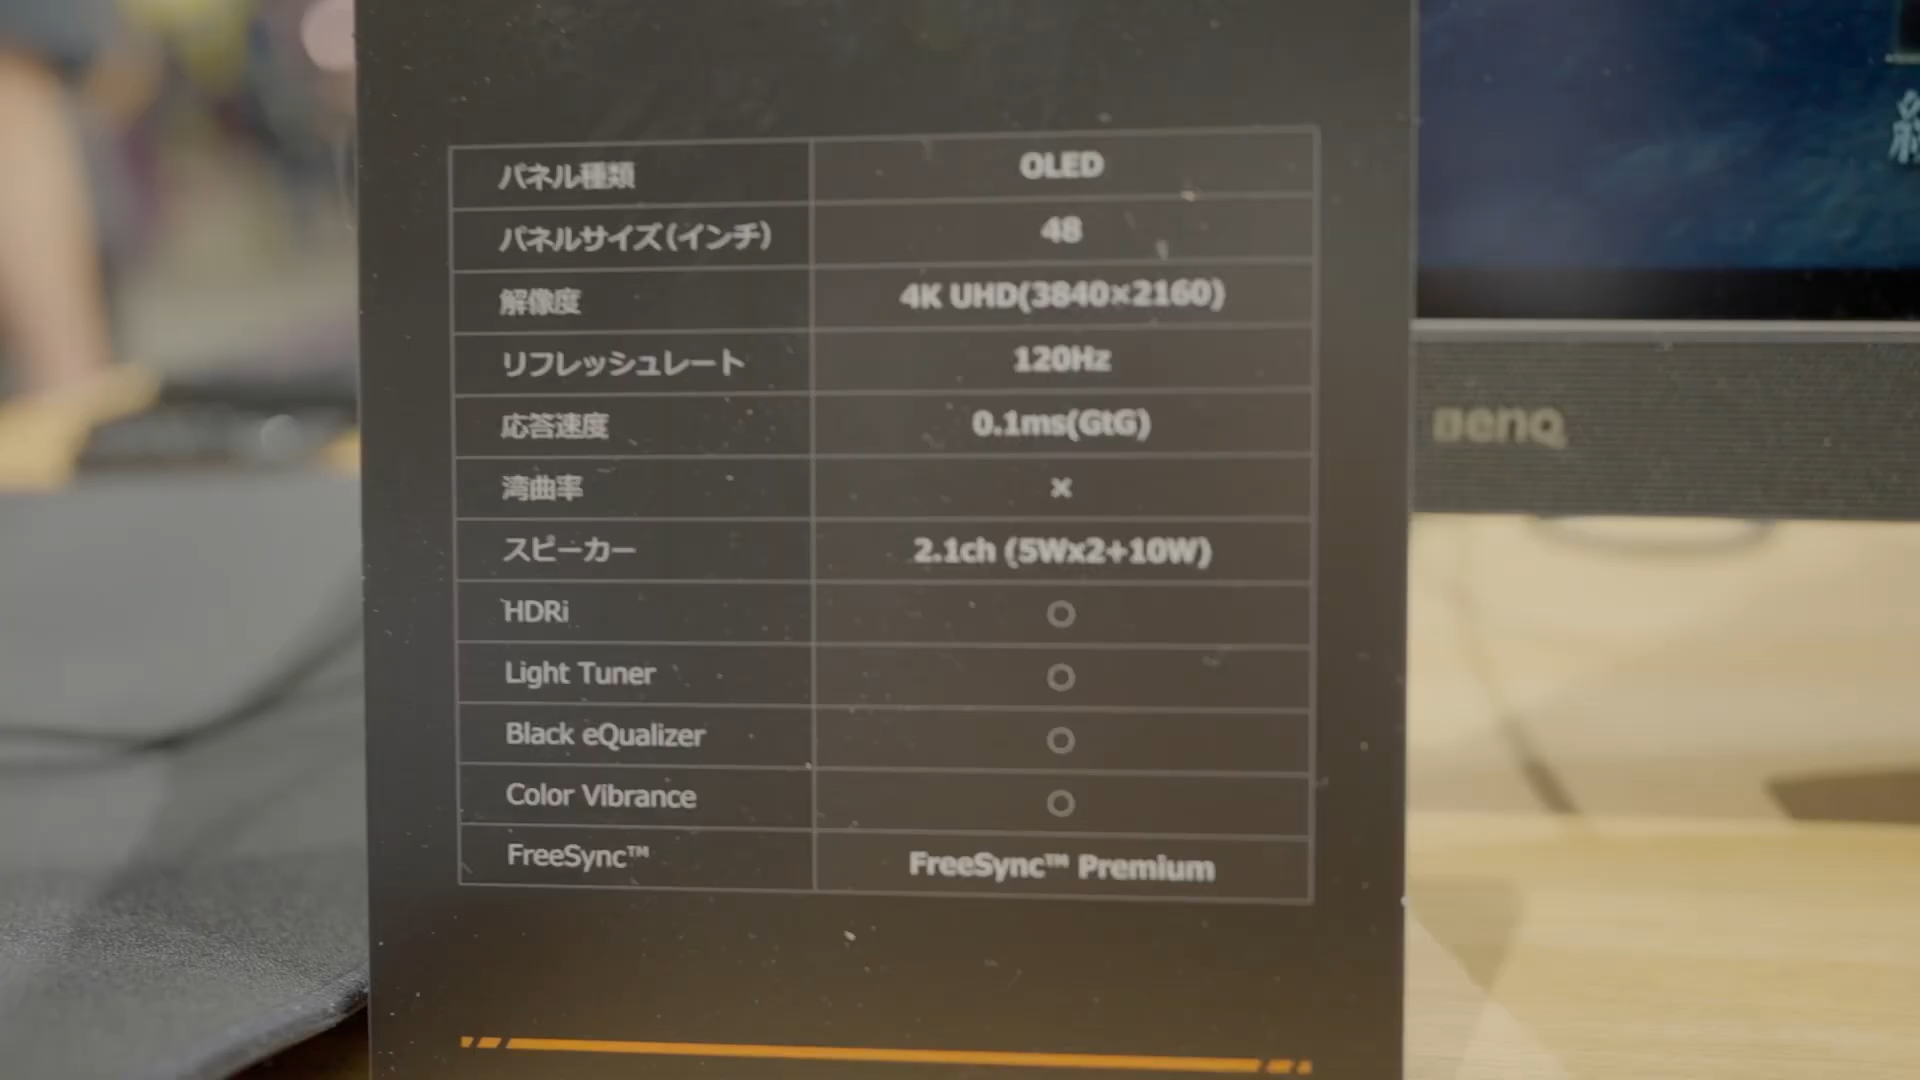 パネル種類 OLED
パネルサイズ(インチ) 48
解像度 4K UHD(3840×2160)
リフレッシュレート 120Hz
応答速度 0.1ms(GtG)
湾曲率 ×
スピーカー 2.1ch (5Wx2+10W)
HDRi ○
Light Tuner ○
Black eQualizer ○
Color Vibrance ○
FreeSync™ FreeSync™ Premium
BenQ